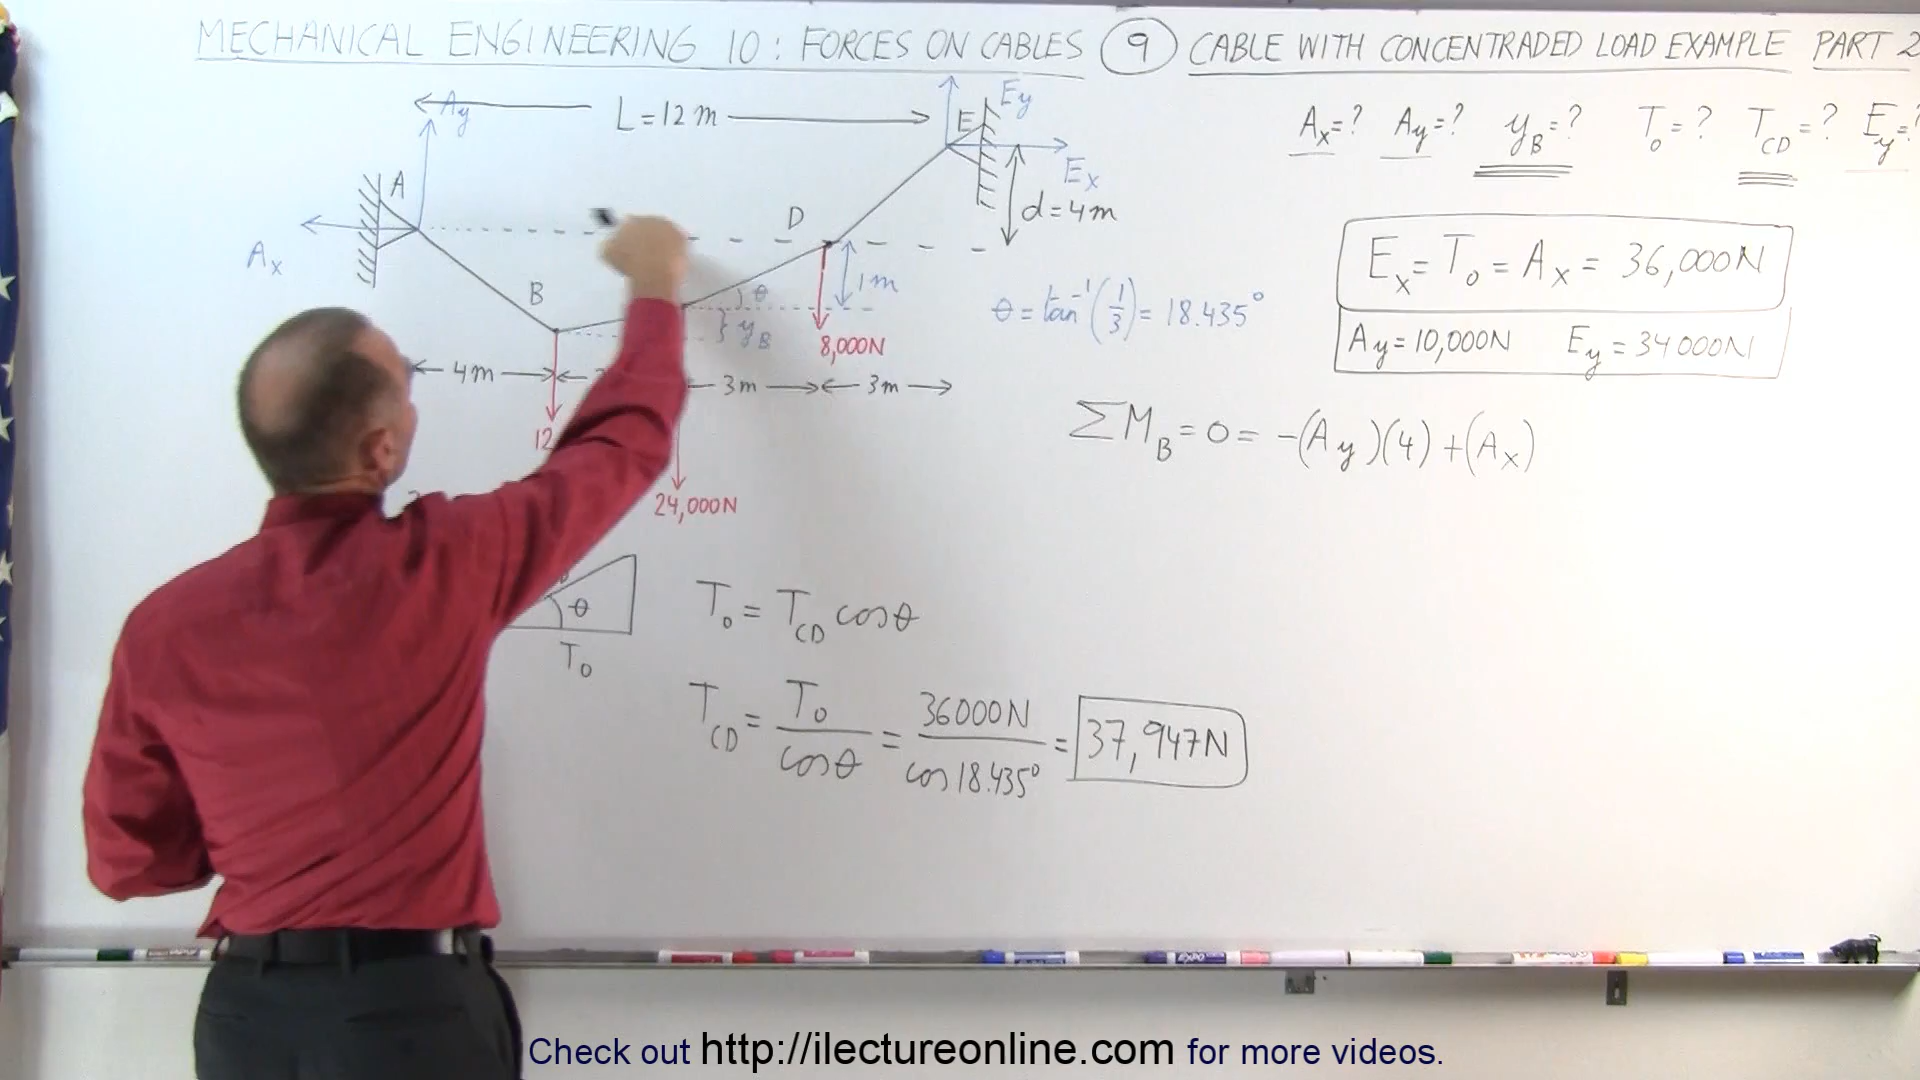 MECHANICAL ENGINEERING 10: FORCES ON CABLES (9) CABLE WITH CONCENTRADED LOAD EXAMPLE PART 2
Ax=? Ay=? yB=? T0=? TCD=? Ey=?
Ay
L=12m
E
Ey
Ex
A
Ax
D
d=4m
B
θ
yB
1m
8,000N
θ = tan⁻¹(1/3) = 18.435°
Ex = T0 = Ax = 36,000N
Ay = 10,000N Ey = 34000N
4m
3m
3m
12
24,000N
ΣMB = 0 = -(Ay)(4) + (Ax)
θ
T0
T0 = TCD cosθ
TCD = T0/cosθ = 36000N/cos18.435° = 37,947N
EXPO
Check out http://ilectureonline.com for more videos.